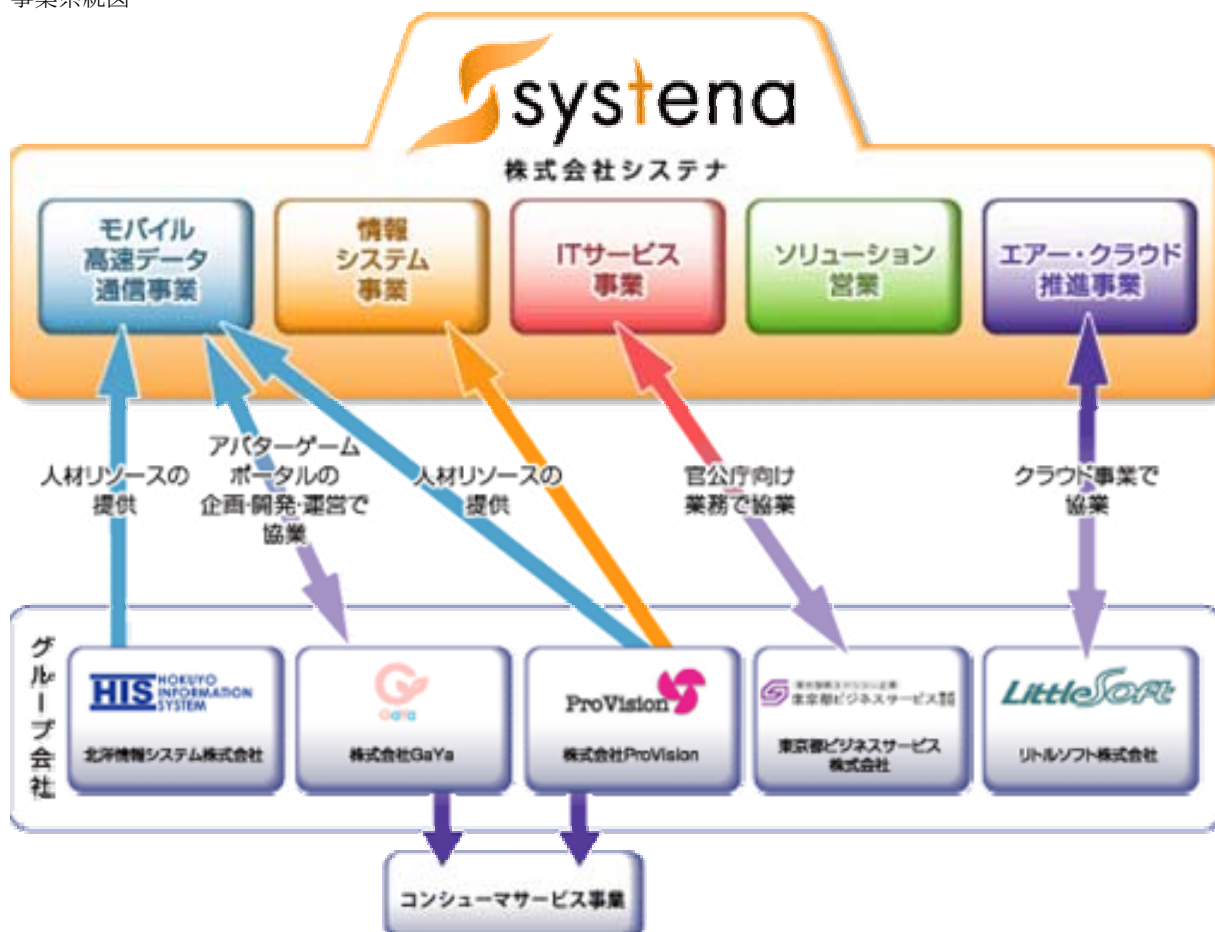 事業系統図
systena
株式会社システナ
モバイル
高速データ
通信事業
情報
システム
事業
ITサービス
事業
ソリューション
営業
エアー・クラウド
推進事業
人材リソースの
提供
アバターゲーム
ポータルの
企画・開発・運営で
協業
人材リソースの
提供
官公庁向け
業務で協業
クラウド事業で
協業
グループ会社
HIS HOKUYO
INFORMATION
SYSTEM
北洋情報システム株式会社
GaYa
株式会社GaYa
ProVision
株式会社ProVision
東京都ビジネスサービス
東京都ビジネスサービス
株式会社
LittleSoft
リトルソフト株式会社
コンシューマサービス事業